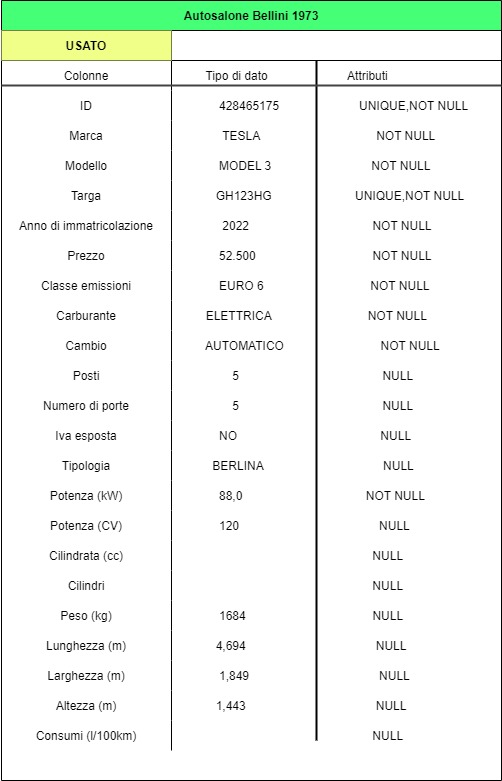 Autosalone Bellini 1973
USATO
Colonne Tipo di dato Attributi
ID 428465175 UNIQUE,NOT NULL
Marca TESLA NOT NULL
Modello MODEL 3 NOT NULL
Targa GH123HG UNIQUE,NOT NULL
Anno di immatricolazione 2022 NOT NULL
Prezzo 52.500 NOT NULL
Classe emissioni EURO 6 NOT NULL
Carburante ELETTRICA NOT NULL
Cambio AUTOMATICO NOT NULL
Posti 5 NULL
Numero di porte 5 NULL
Iva esposta NO NULL
Tipologia BERLINA NULL
Potenza (kW) 88,0 NOT NULL
Potenza (CV) 120 NULL
Cilindrata (cc) NULL
Cilindri NULL
Peso (kg) 1684 NULL
Lunghezza (m) 4,694 NULL
Larghezza (m) 1,849 NULL
Altezza (m) 1,443 NULL
Consumi (l/100km) NULL